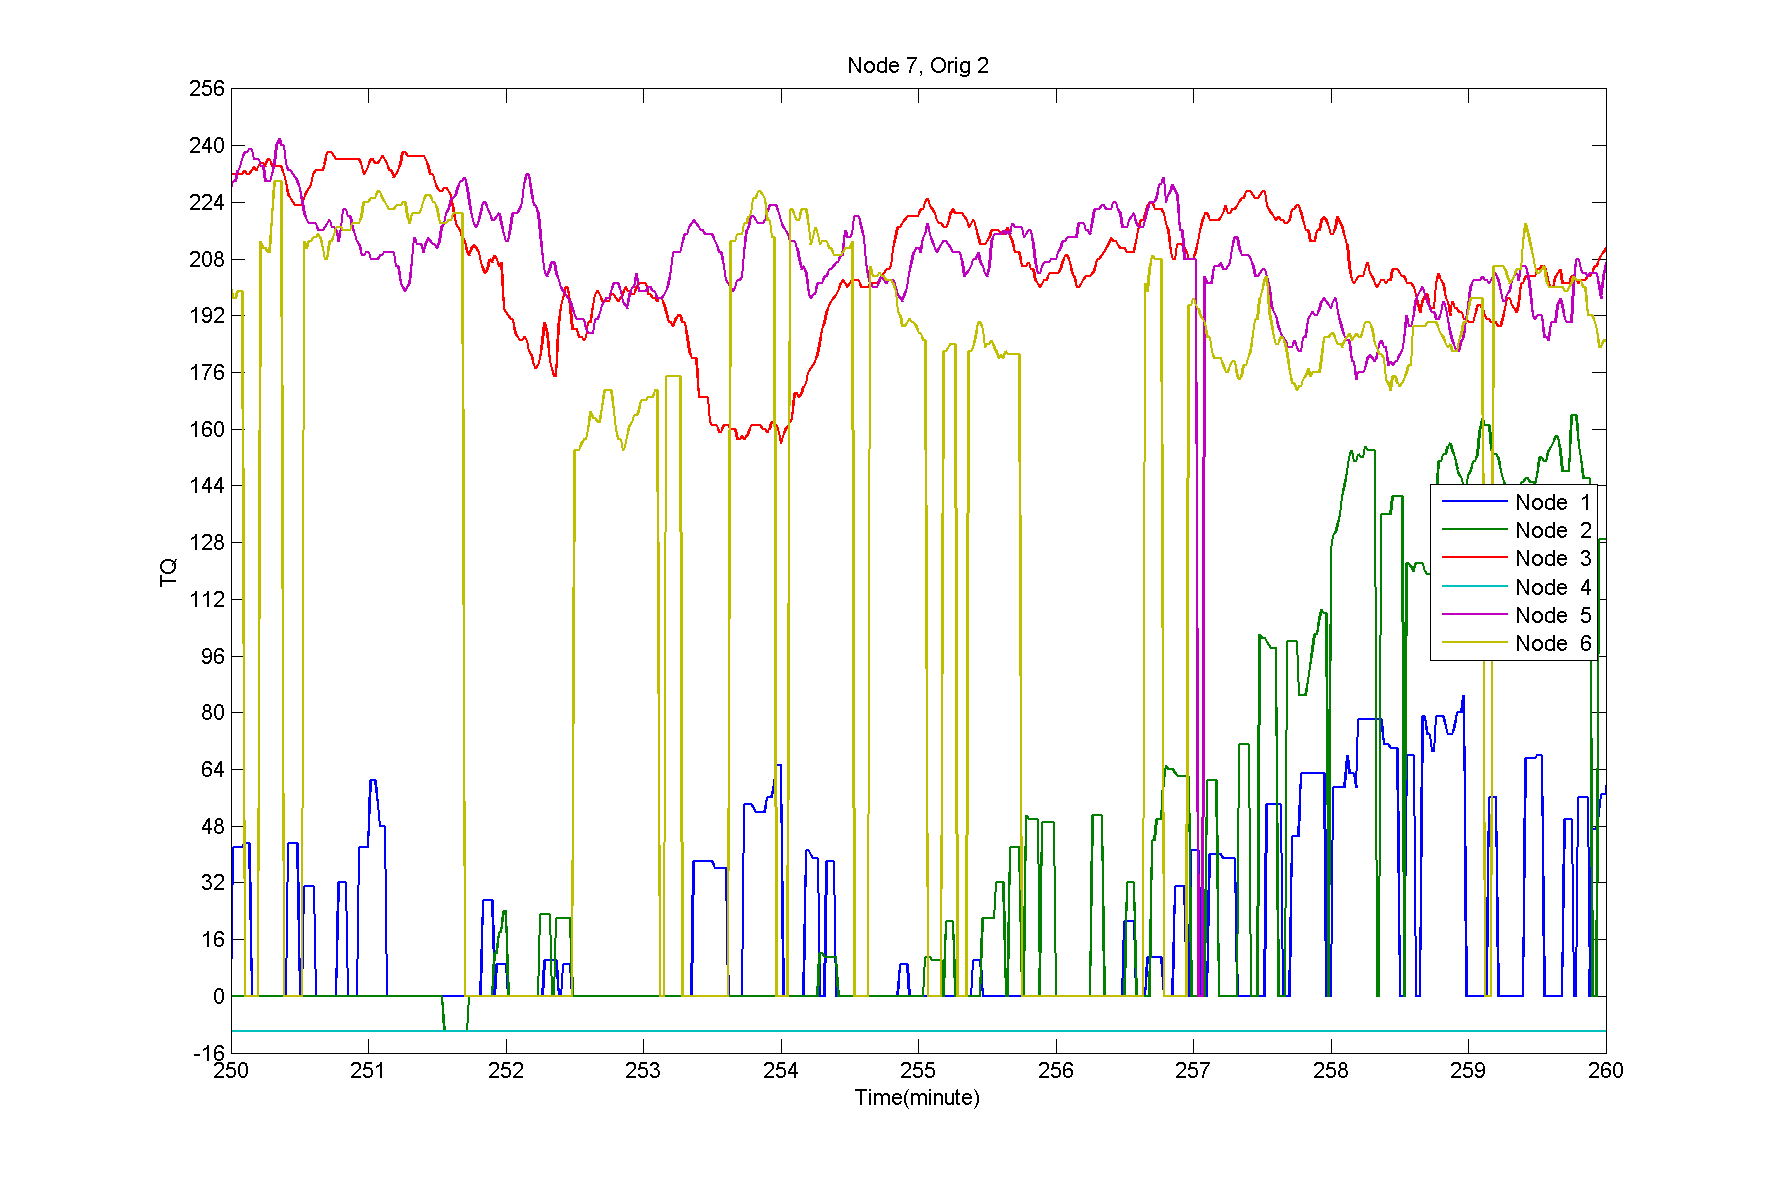 Node 7, Orig 2
256
240
224
208
192
176
160
144
128
112
96
80
64
48
32
16
0
-16
TQ
Node 1
Node 2
Node 3
Node 4
Node 5
Node 6
250 251 252 253 254 255 256 257 258 259 260
Time(minute)